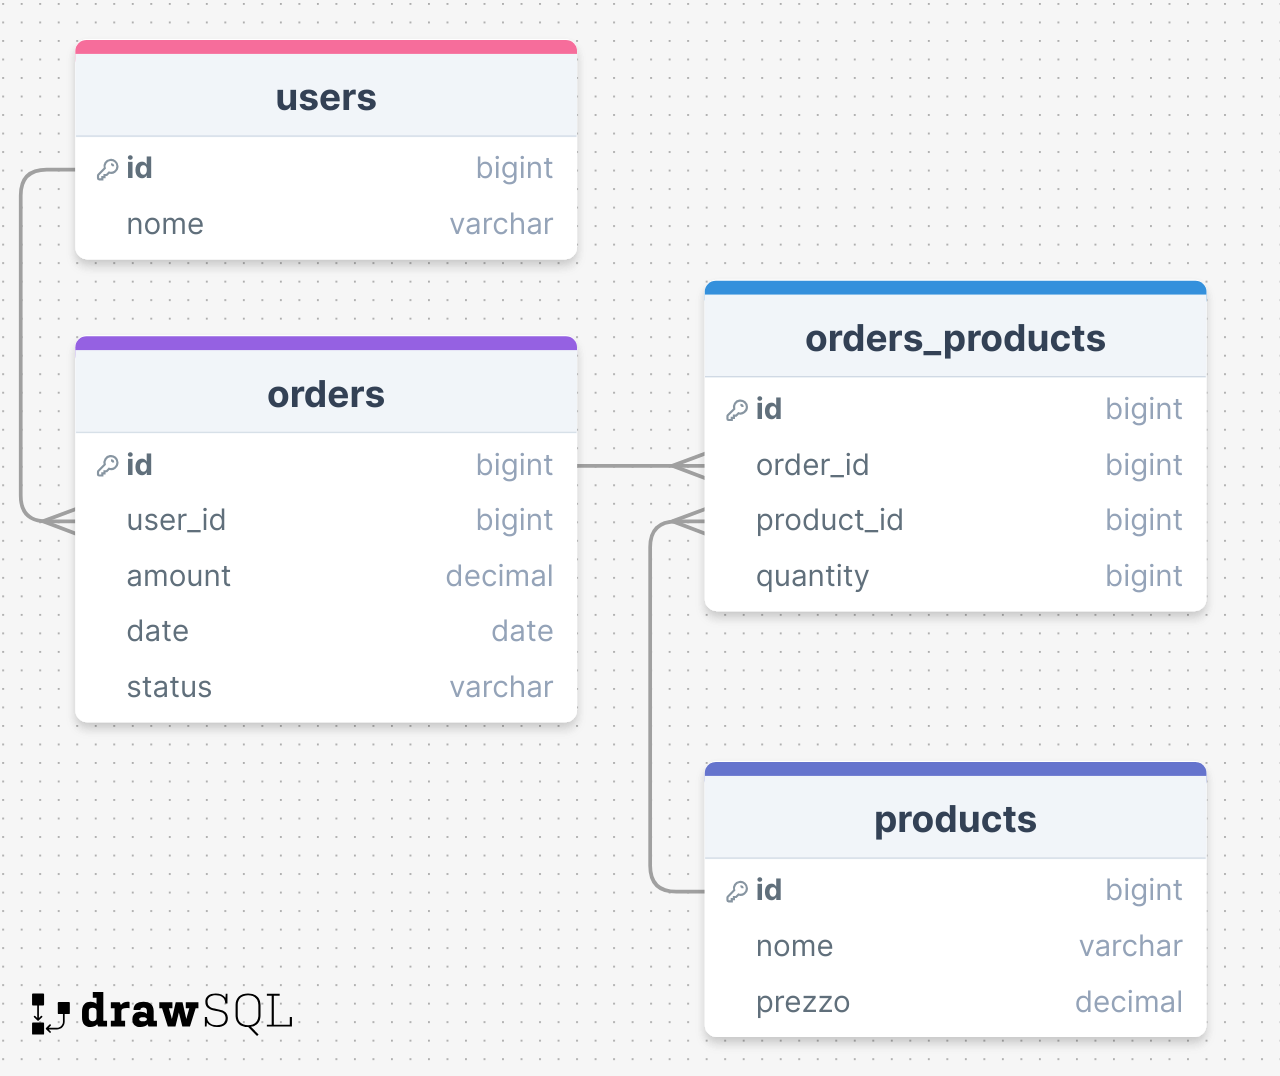 users
id bigint
nome varchar
orders
id bigint
user_id bigint
amount decimal
date date
status varchar
orders_products
id bigint
order_id bigint
product_id bigint
quantity bigint
products
id bigint
nome varchar
prezzo decimal
drawSQL